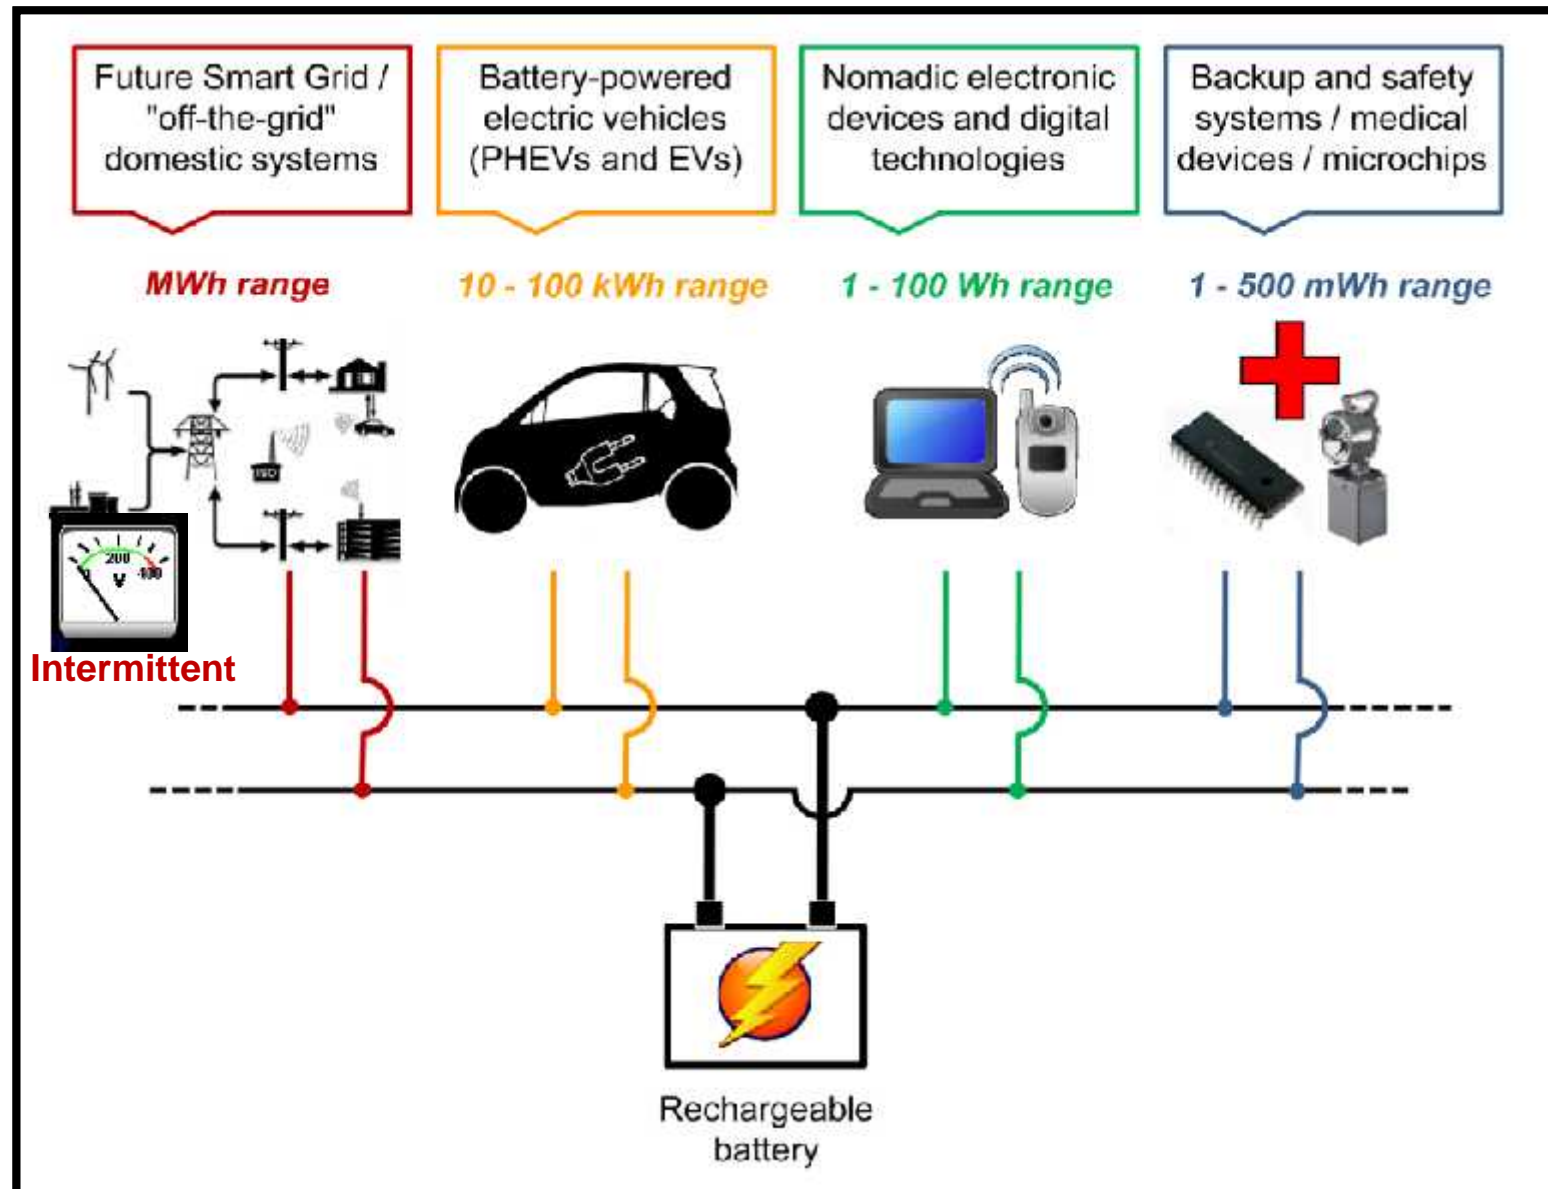 Future Smart Grid /
"off-the-grid"
domestic systems
Battery-powered
electric vehicles
(PHEVs and EVs)
Nomadic electronic
devices and digital
technologies
Backup and safety
systems / medical
devices / microchips
MWh range
10 - 100 kWh range
1 - 100 Wh range
1 - 500 mWh range
0 200 400
V
Intermittent
Rechargeable
battery